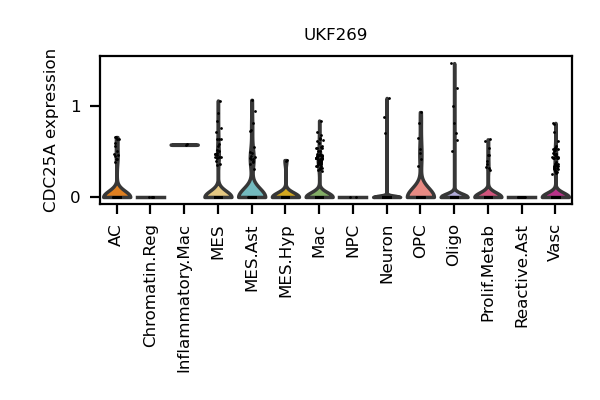 UKF269
CDC25A expression
1
0
AC
Chromatin.Reg
Inflammatory.Mac
MES
MES.Ast
MES.Hyp
Mac
NPC
Neuron
OPC
Oligo
Prolif.Metab
Reactive.Ast
Vasc